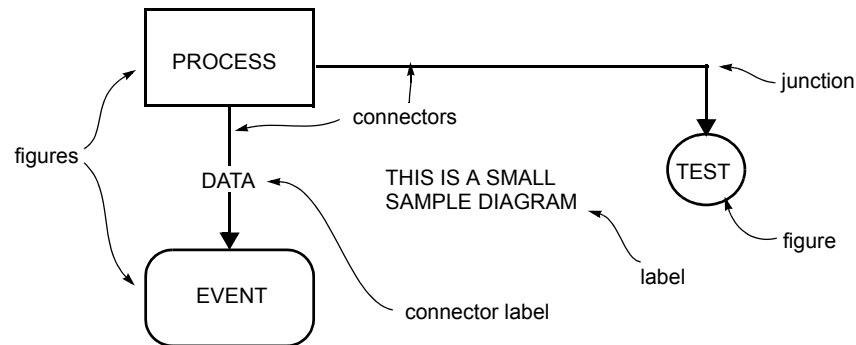 PROCESS
junction
connectors
figures
DATA
THIS IS A SMALL
SAMPLE DIAGRAM
TEST
figure
label
EVENT
connector label